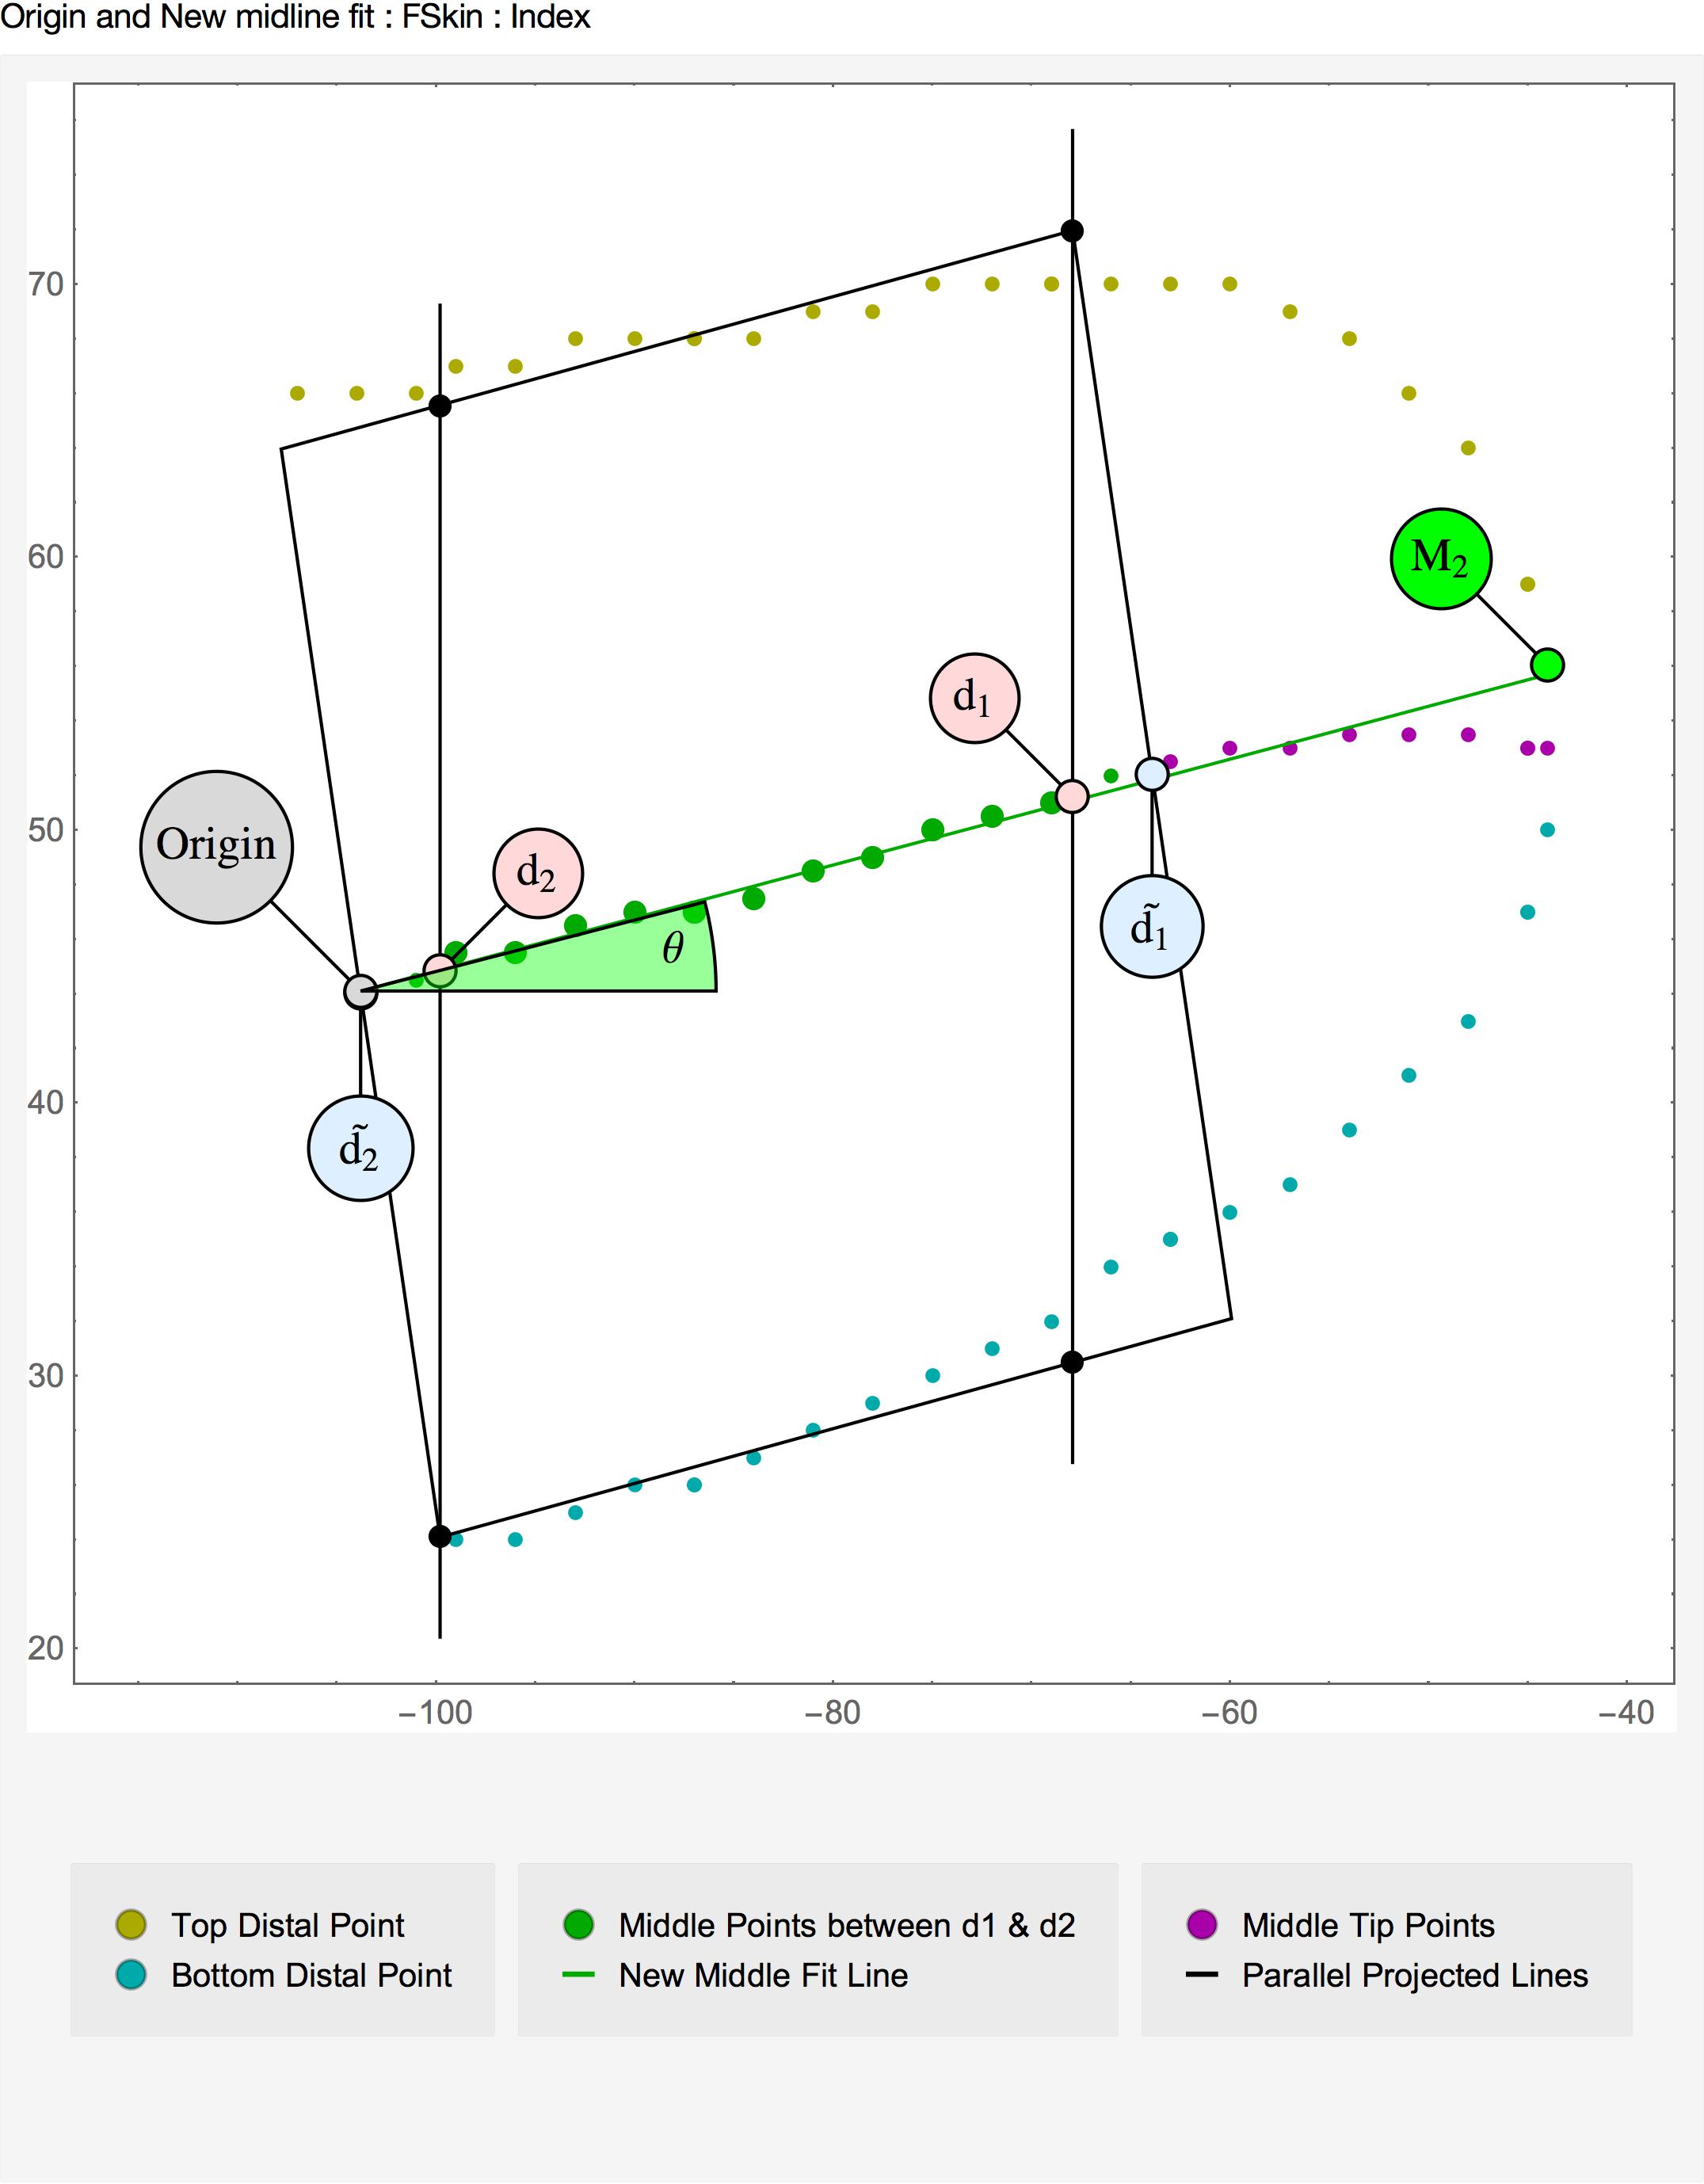 Origin and New midline fit : FSkin : Index
70
60
50
40
30
20
M2
d1
d2
Origin
θ
d̃1
d̃2
−100
−80
−60
−40
Top Distal Point
Bottom Distal Point
Middle Points between d1 & d2
New Middle Fit Line
Middle Tip Points
Parallel Projected Lines